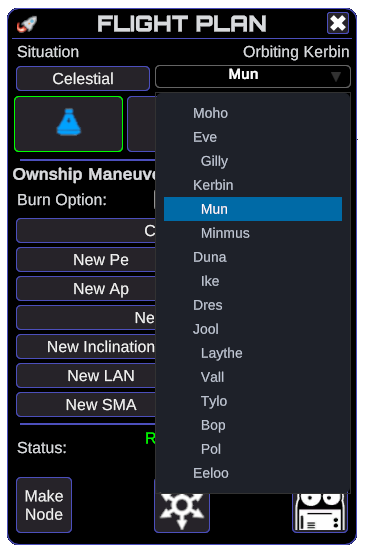 FLIGHT PLAN
Situation Orbiting Kerbin
Celestial Mun
Moho
Eve
Gilly
Kerbin
Mun
Minmus
Duna
Ike
Dres
Jool
Laythe
Vall
Tylo
Bop
Pol
Eeloo
Ownship
Burn Option:
New Pe
New Ap
New Inclination
New LAN
New SMA
Status:
Make
Node